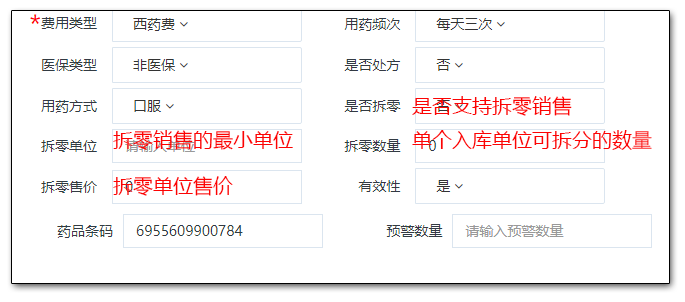 *费用类型 西药费 用药频次 每天三次
医保类型 非医保 是否处方 否
用药方式 口服 是否拆零 是否支持拆零销售
拆零单位 拆零销售的最小单位 拆零数量 0 单个入库单位可拆分的数量
拆零售价 0 拆零单位售价 有效性 是
药品条码 6955609900784 预警数量 请输入预警数量